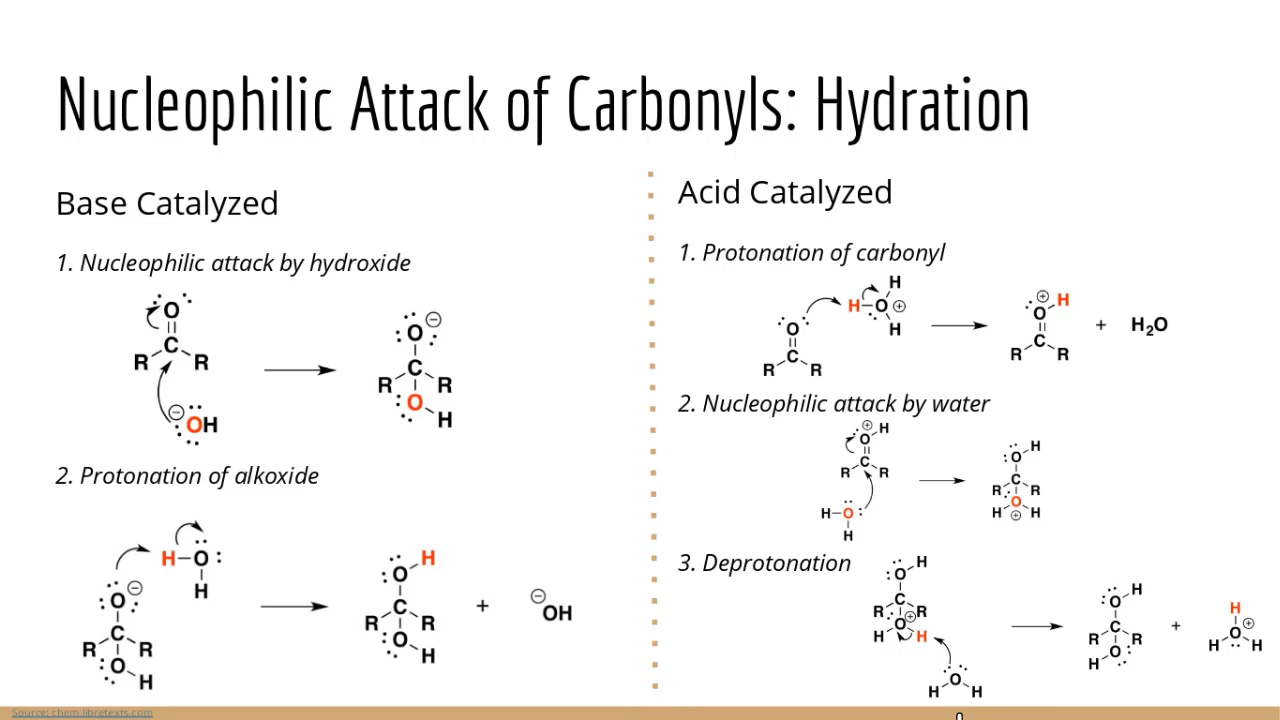 Nucleophilic Attack of Carbonyls: Hydration
Base Catalyzed
1. Nucleophilic attack by hydroxide
O
C
R R
⊖
OH
⊖
O
C
R R
O
H
2. Protonation of alkoxide
H–O
H
⊖
O
C
R R
O
H
H
O
C
R R
O
H
+
⊖
OH
Acid Catalyzed
1. Protonation of carbonyl
H
H–O ⊕
H
O
C
R R
⊕ H
O
C
R R
+ H₂O
2. Nucleophilic attack by water
⊕ H
O
C
R R
H–O
H
H
O
C
R R
O
H ⊕ H
3. Deprotonation
H
O
C
R R
O ⊕
H H
O
H H
H
O
C
R R
O
H
+
H
O ⊕
H H
Source: chem.libretexts.com